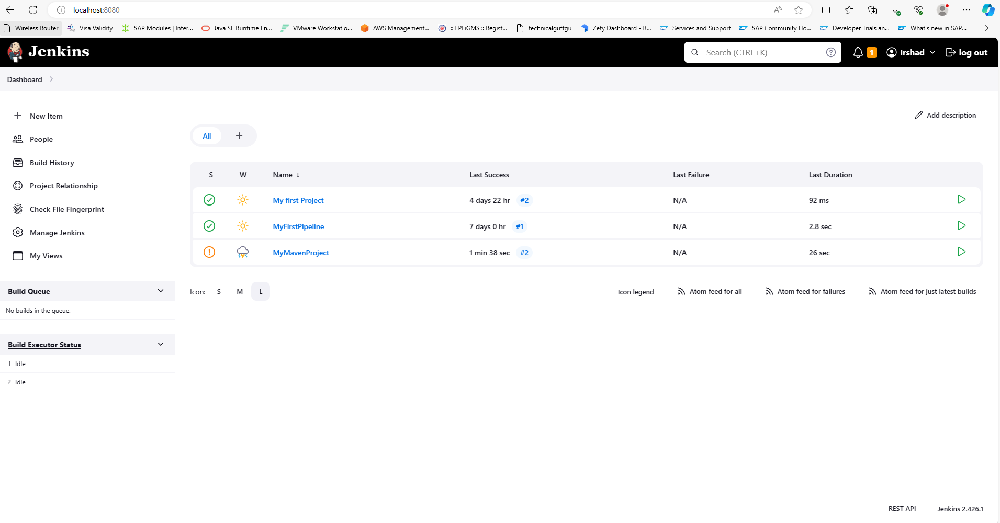 localhost:8080
Wireless Router Visa Validity SAP Modules | Inter... Java SE Runtime En... VMware Workstatio... AWS Management... :: EPFiGMS :: Regist... technicalguftgu Zety Dashboard - R... Services and Support SAP Community Ho... Developer Trials an... What's new in SAP...
Jenkins Search (CTRL+K) ? 1 Irshad log out
Dashboard
New Item
People
Build History
Project Relationship
Check File Fingerprint
Manage Jenkins
My Views
Build Queue
No builds in the queue.
Build Executor Status
1 Idle
2 Idle
Add description
All +
S W Name ↓ Last Success Last Failure Last Duration
My first Project 4 days 22 hr #2 N/A 92 ms
MyFirstPipeline 7 days 0 hr #1 N/A 2.8 sec
MyMavenProject 1 min 38 sec #2 N/A 26 sec
Icon: S M L Icon legend Atom feed for all Atom feed for failures Atom feed for just latest builds
REST API Jenkins 2.426.1